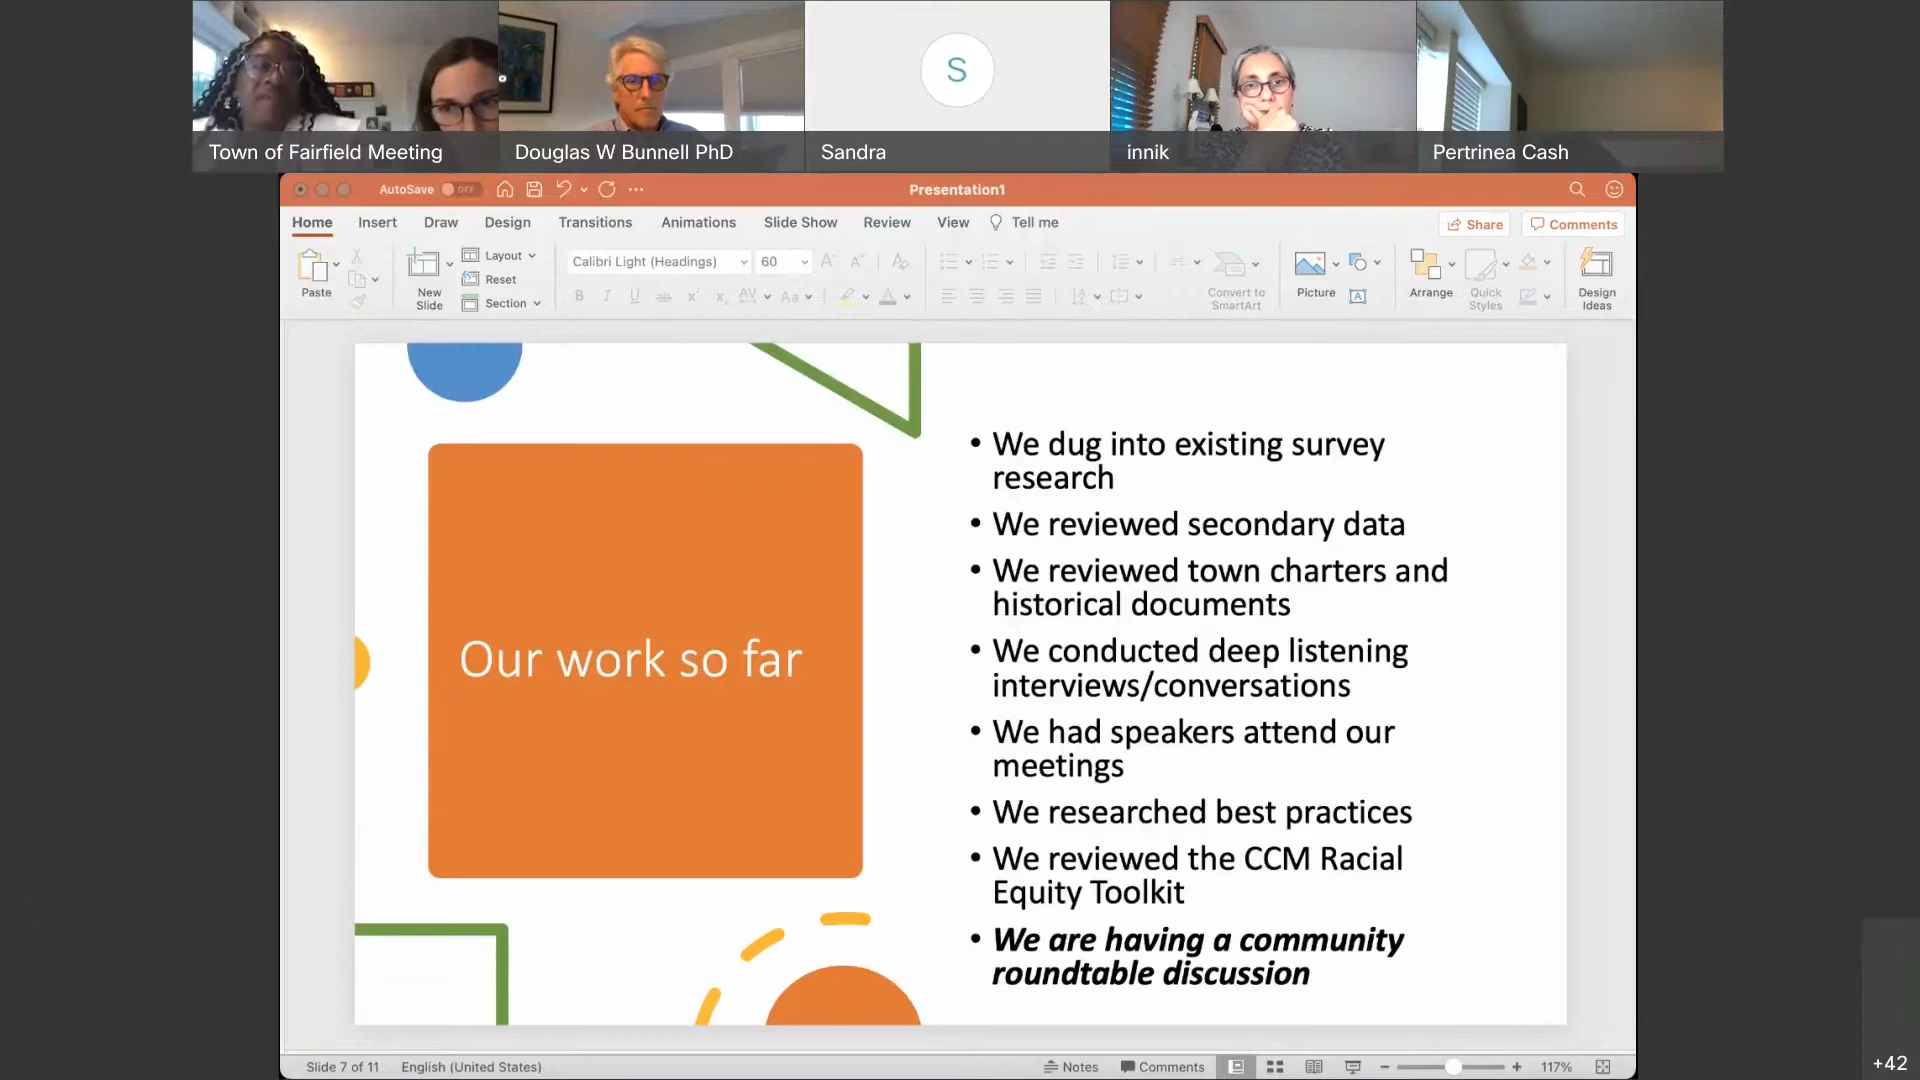 S
Town of Fairfield Meeting
Douglas W Bunnell PhD
Sandra
innik
Pertrinea Cash
AutoSave
OFF
Presentation1
Home
Insert
Draw
Design
Transitions
Animations
Slide Show
Review
View
Tell me
Share
Comments
Paste
New
Slide
Layout
Reset
Section
Calibri Light (Headings)
60
Convert to
SmartArt
Picture
Arrange
Quick
Styles
Design
Ideas
Our work so far
• We dug into existing survey
research
• We reviewed secondary data
• We reviewed town charters and
historical documents
• We conducted deep listening
interviews/conversations
• We had speakers attend our
meetings
• We researched best practices
• We reviewed the CCM Racial
Equity Toolkit
• We are having a community
roundtable discussion
Slide 7 of 11
English (United States)
Notes
Comments
117%
+42